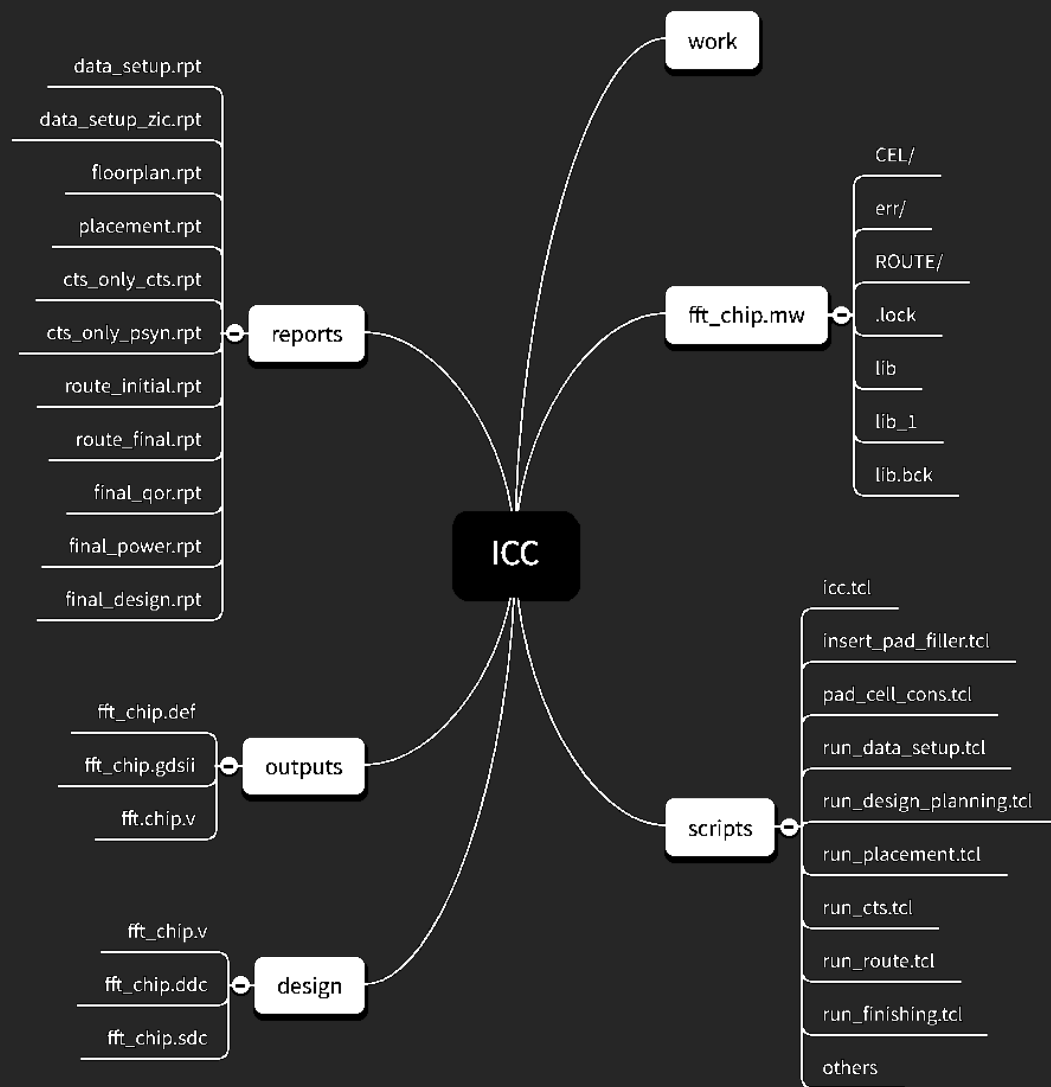 work
data_setup.rpt
data_setup_zic.rpt
floorplan.rpt
placement.rpt
cts_only_cts.rpt
cts_only_psyn.rpt
route_initial.rpt
route_final.rpt
final_qor.rpt
final_power.rpt
final_design.rpt
reports
fft_chip.mw
CEL/
err/
ROUTE/
.lock
lib
lib_1
lib.bck
ICC
fft_chip.def
fft_chip.gdsii
fft.chip.v
outputs
fft_chip.v
fft_chip.ddc
fft_chip.sdc
design
scripts
icc.tcl
insert_pad_filler.tcl
pad_cell_cons.tcl
run_data_setup.tcl
run_design_planning.tcl
run_placement.tcl
run_cts.tcl
run_route.tcl
run_finishing.tcl
others